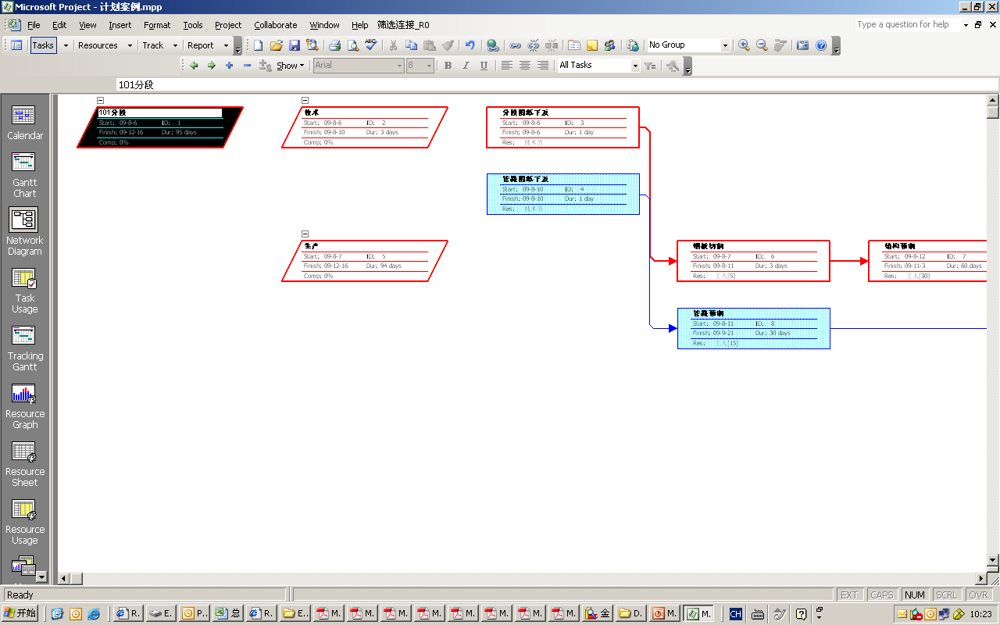 Microsoft Project - 计划案例.mpp
File Edit View Insert Format Tools Project Collaborate Window Help 筛选连接_R0
Type a question for help
Tasks Resources Track Report No Group
Show Arial 8 B I U All Tasks
101分段
Calendar
Gantt
Chart
Network
Diagram
Task
Usage
Tracking
Gantt
Resource
Graph
Resource
Sheet
Resource
Usage
101分段
Start: 09-8-6 ID: 1
Finish: 09-12-16 Dur: 95 days
Comp: 0%
技术
Start: 09-8-6 ID: 2
Finish: 09-8-10 Dur: 3 days
Comp: 0%
分段图纸下发
Start: 09-8-6 ID: 3
Finish: 09-8-6 Dur: 1 day
Res: 技术员
管段图纸下发
Start: 09-8-10 ID: 4
Finish: 09-8-10 Dur: 1 day
Res: 技术员
生产
Start: 09-8-7 ID: 5
Finish: 09-12-16 Dur: 94 days
Comp: 0%
钢板切割
Start: 09-8-7 ID: 6
Finish: 09-8-11 Dur: 3 days
Res: 工人[5]
结构预制
Start: 09-8-12 ID: 7
Finish: 09-11-3 Dur: 60 days
Res: 工人[30]
管段预制
Start: 09-8-11 ID: 8
Finish: 09-9-21 Dur: 30 days
Res: 人[15]
Ready
EXT CAPS NUM SCRL OVR
开始 R. E. P.. 总 R. E.. M. M. M. M. M. M. M. M. 金 D. M. M. CH 10:23